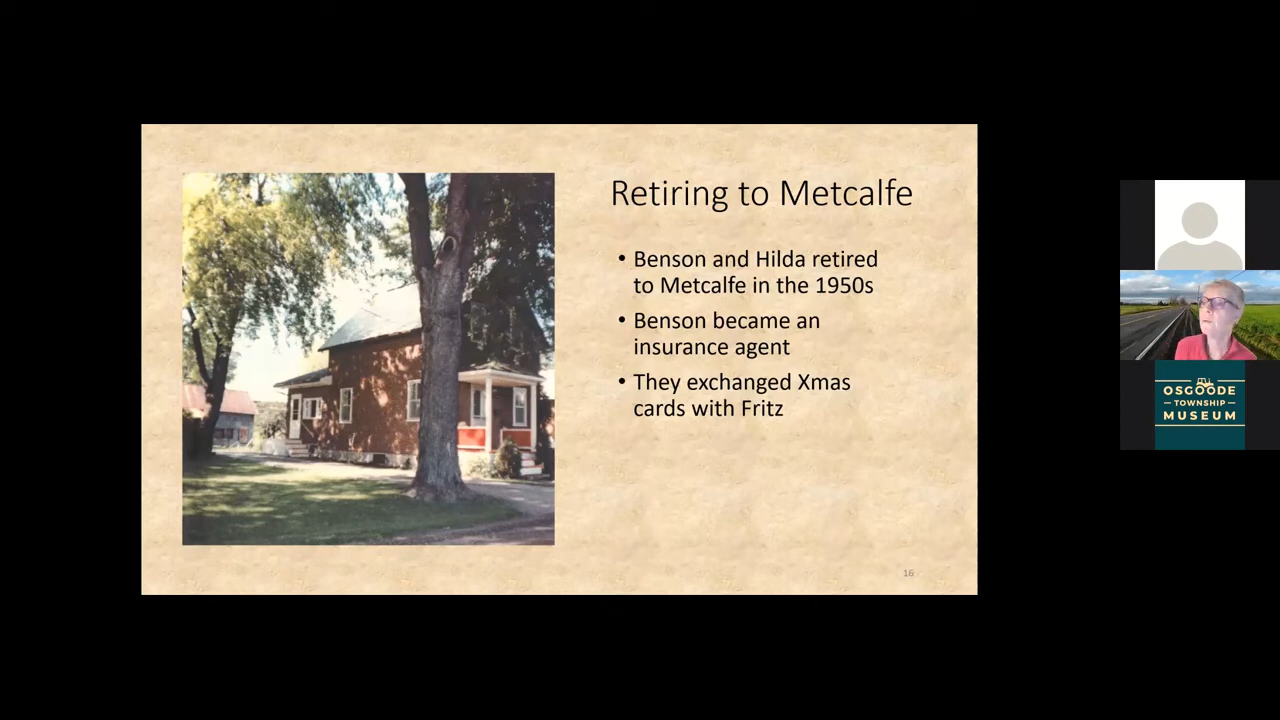 Retiring to Metcalfe
• Benson and Hilda retired
to Metcalfe in the 1950s
• Benson became an
insurance agent
• They exchanged Xmas
cards with Fritz
16
OSGOODE
TOWNSHIP
MUSEUM